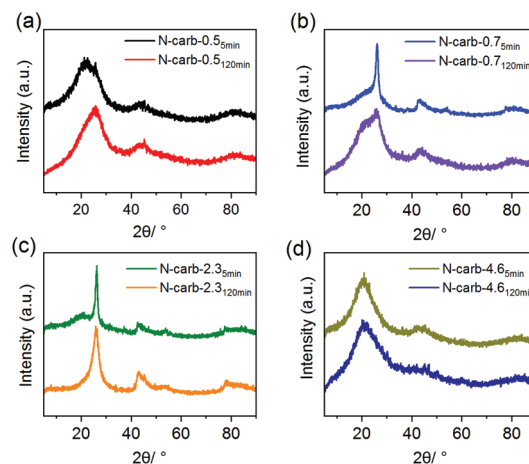 (a)
N-carb-0.55min
N-carb-0.5120min
Intensity (a.u.)
20 40 60 80
2θ/ °
(b)
N-carb-0.75min
N-carb-0.7120min
Intensity (a.u.)
20 40 60 80
2θ/ °
(c)
N-carb-2.35min
N-carb-2.3120min
Intensity (a.u.)
20 40 60 80
2θ/ °
(d)
N-carb-4.65min
N-carb-4.6120min
Intensity (a.u.)
20 40 60 80
2θ/ °